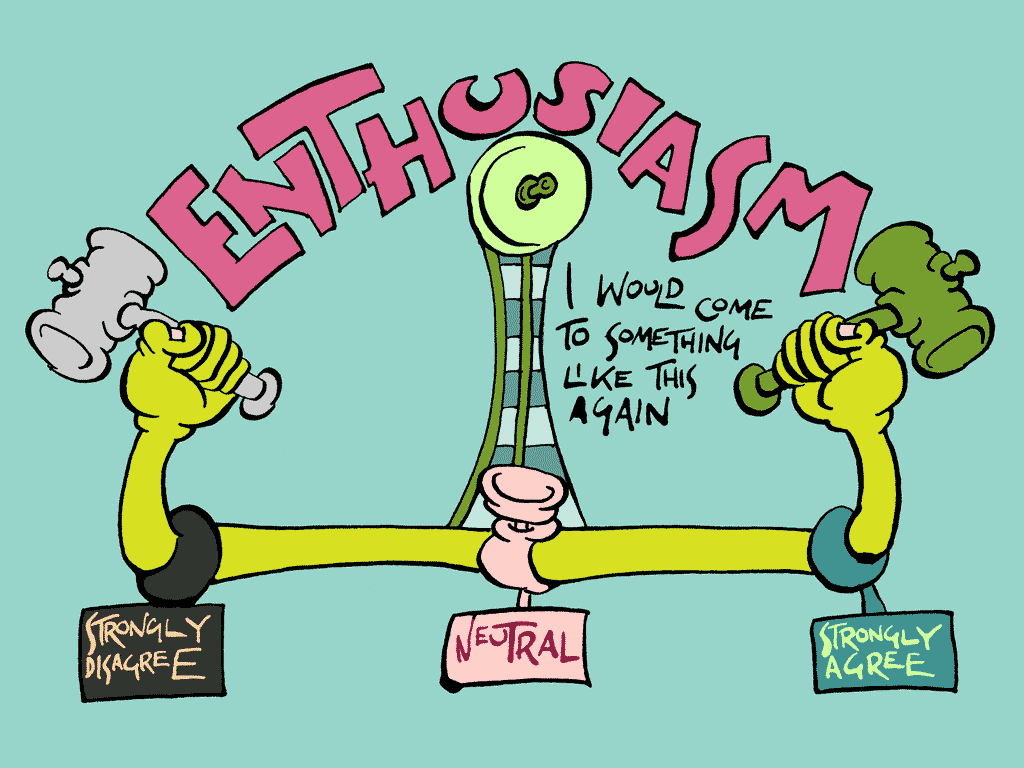 ENTHUSIASM
I WOULD COME
TO SOMETHING
LIKE THIS
AGAIN
STRONGLY
DISAGREE
NEUTRAL
STRONGLY
AGREE